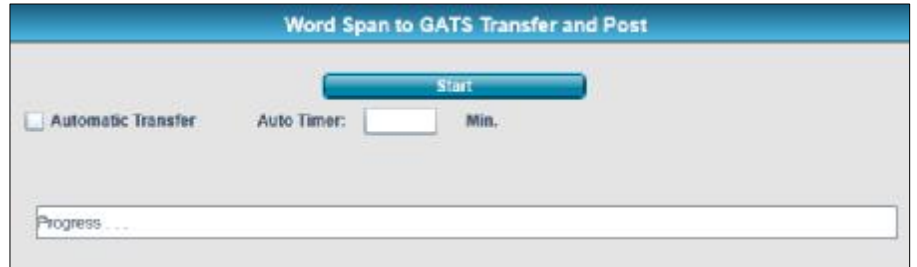 Word Span to GATS Transfer and Post
Start
Automatic Transfer Auto Timer: Min.
Progress . . .